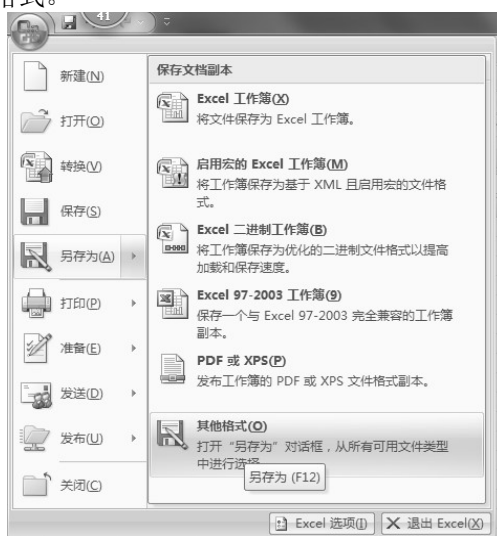 格式。
41
新建(N)
打开(O)
转换(V)
保存(S)
另存为(A)
打印(P)
准备(E)
发送(D)
发布(U)
关闭(C)
保存文档副本
Excel 工作簿(X)
将文件保存为 Excel 工作簿。
启用宏的 Excel 工作簿(M)
将工作簿保存为基于 XML 且启用宏的文件格
式。
Excel 二进制工作簿(B)
将工作簿保存为优化的二进制文件格式以提高
加载和保存速度。
Excel 97-2003 工作簿(9)
保存一个与 Excel 97-2003 完全兼容的工作簿
副本。
PDF 或 XPS(P)
发布工作簿的 PDF 或 XPS 文件格式副本。
其他格式(O)
打开“另存为”对话框，从所有可用文件类型
中进行选择
另存为 (F12)
Excel 选项(I)
退出 Excel(X)